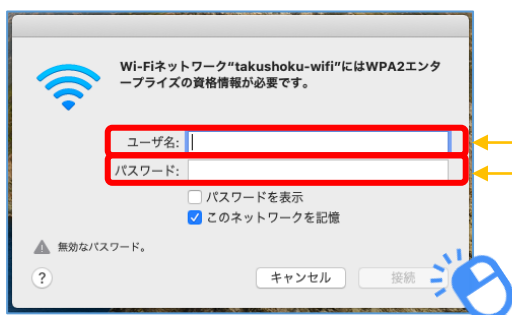 Wi-Fiネットワーク“takushoku-wifi”にはWPA2エンタ
ープライズの資格情報が必要です。
ユーザ名:
パスワード:
パスワードを表示
このネットワークを記憶
無効なパスワード。
?
キャンセル
接続